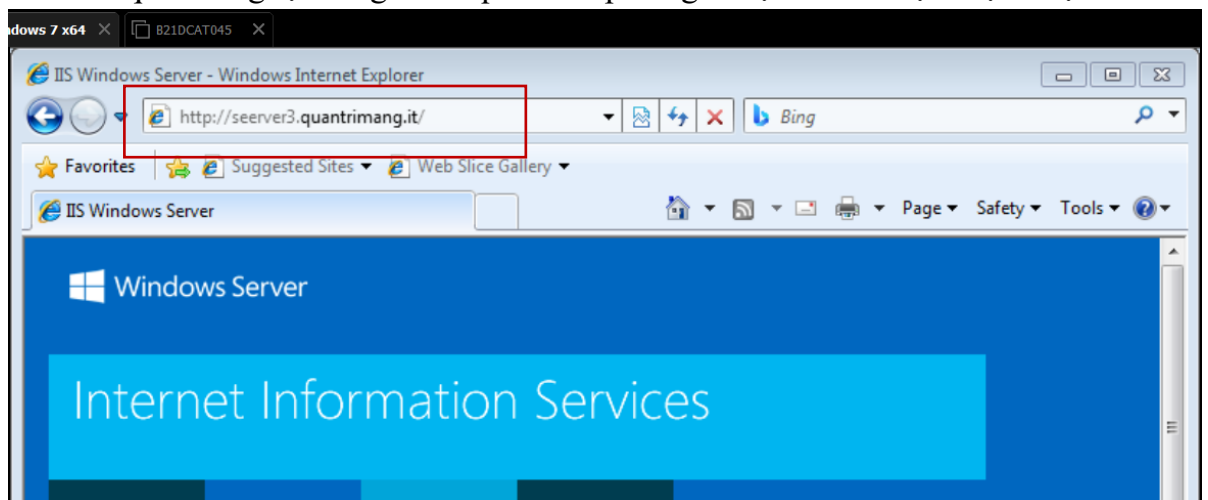 ndows 7 x64 B21DCAT045
IIS Windows Server - Windows Internet Explorer
http://seerver3.quantrimang.it/ Bing
Favorites Suggested Sites Web Slice Gallery
IIS Windows Server Page Safety Tools
Windows Server
Internet Information Services